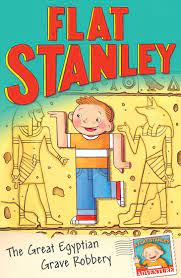 FLAT
STANLEY
The Great Egyptian
Grave Robbery